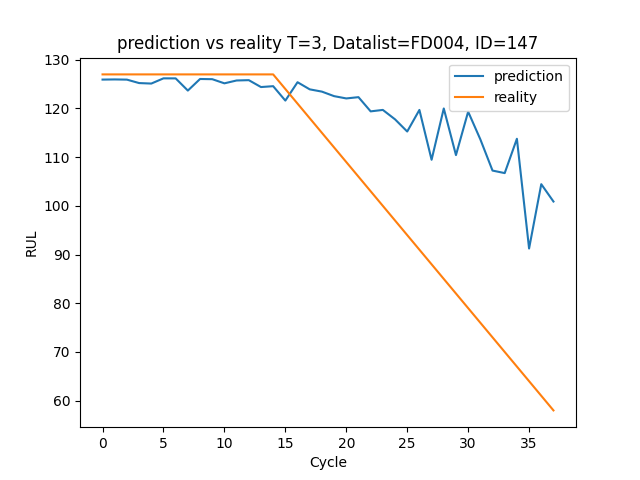 prediction vs reality T=3, Datalist=FD004, ID=147
prediction
reality
130
120
110
100
90
80
70
60
RUL
0 5 10 15 20 25 30 35
Cycle